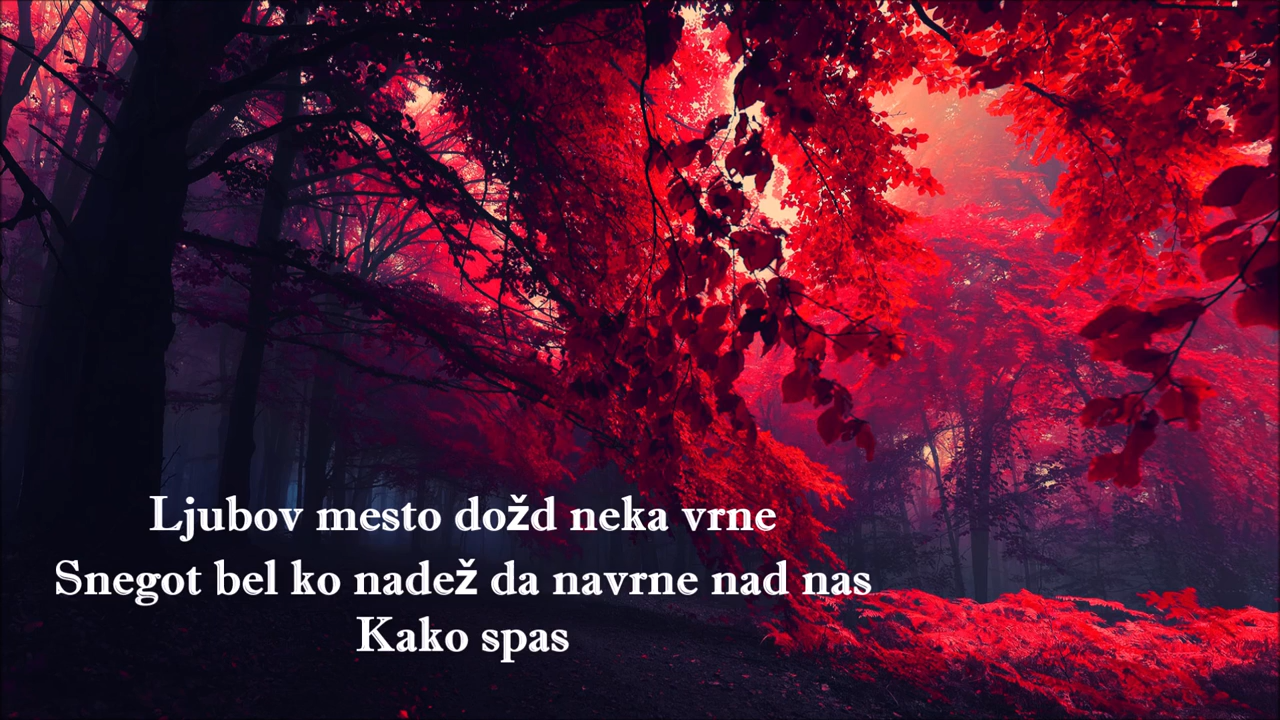 Ljubov mesto dožd neka vrne
Snegot bel ko nadež da navrne nad nas
Kako spas